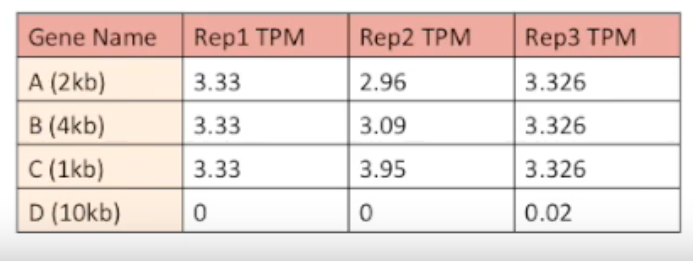 Gene Name Rep1 TPM Rep2 TPM Rep3 TPM
A (2kb) 3.33 2.96 3.326
B (4kb) 3.33 3.09 3.326
C (1kb) 3.33 3.95 3.326
D (10kb) 0 0 0.02